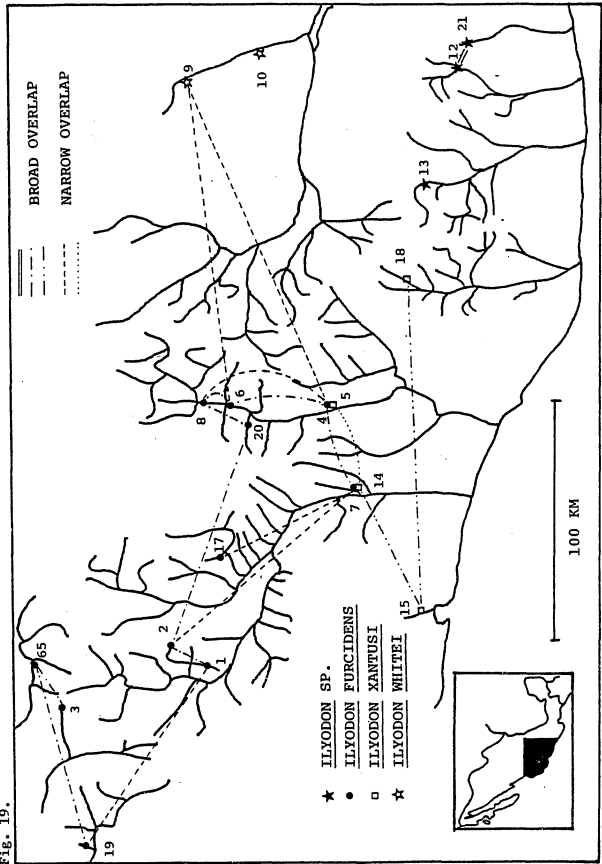 Fig. 19.
BROAD OVERLAP
NARROW OVERLAP
9
10
12
21
13
18
8
6
20
4
5
7
14
17
2
1
65
3
19
15
ILYODON SP.
ILYODON FURCIDENS
ILYODON XANTUSI
ILYODON WHITEI
100 KM